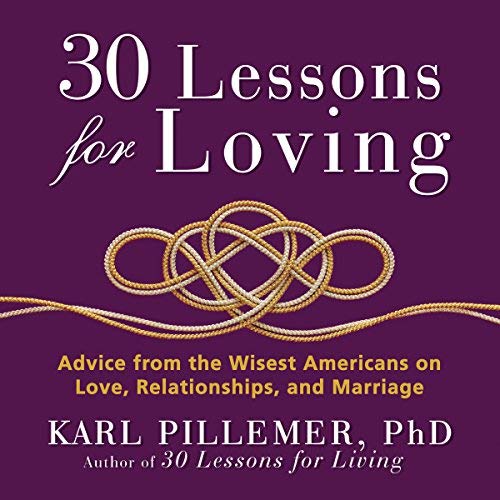 30 Lessons
for Loving
Advice from the Wisest Americans on
Love, Relationships, and Marriage
KARL PILLEMER, PhD
Author of 30 Lessons for Living